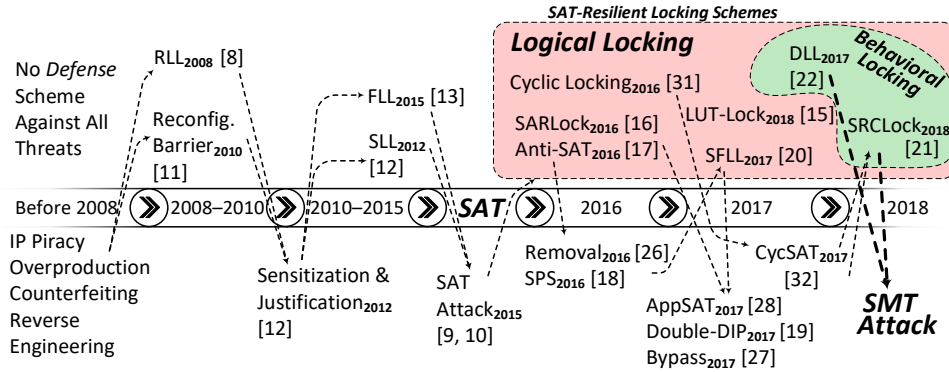 SAT-Resilient Locking Schemes
Logical Locking
Behavioral
Locking
No Defense
Scheme
Against All
Threats
RLL2008 [8]
Reconfig.
Barrier2010
[11]
FLL2015 [13]
SLL2012
[12]
Cyclic Locking2016 [31]
SARLock2016 [16]
Anti-SAT2016 [17]
LUT-Lock2018 [15]
SFLL2017 [20]
DLL2017
[22]
SRCLock2018
[21]
Before 2008
2008–2010
2010–2015
SAT
2016
2017
2018
IP Piracy
Overproduction
Counterfeiting
Reverse
Engineering
Sensitization &
Justification2012
[12]
SAT
Attack2015
[9, 10]
Removal2016 [26]
SPS2016 [18]
AppSAT2017 [28]
Double-DIP2017 [19]
Bypass2017 [27]
CycSAT2017
[32]
SMT
Attack